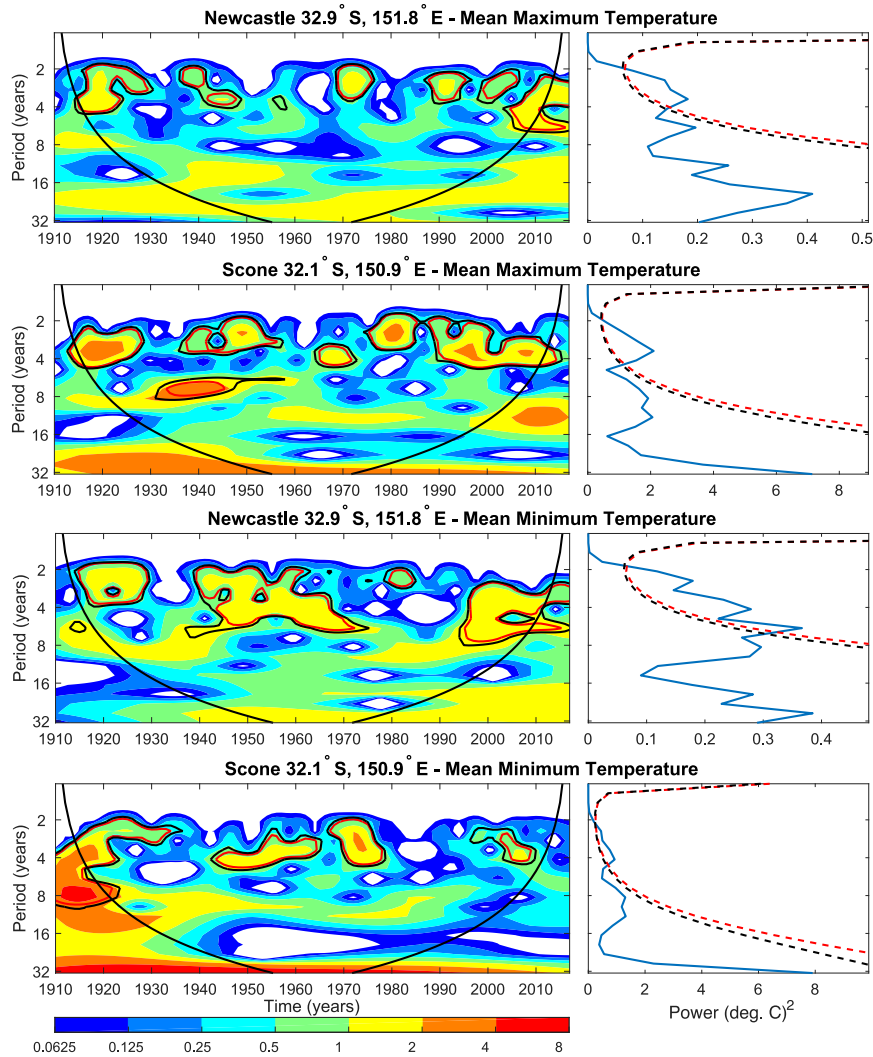 Newcastle 32.9° S, 151.8° E - Mean Maximum Temperature
Period (years)
2
4
8
16
32
1910 1920 1930 1940 1950 1960 1970 1980 1990 2000 2010
0 0.1 0.2 0.3 0.4 0.5
Scone 32.1° S, 150.9° E - Mean Maximum Temperature
Period (years)
2
4
8
16
32
1910 1920 1930 1940 1950 1960 1970 1980 1990 2000 2010
0 2 4 6 8
Newcastle 32.9° S, 151.8° E - Mean Minimum Temperature
Period (years)
2
4
8
16
32
1910 1920 1930 1940 1950 1960 1970 1980 1990 2000 2010
0 0.1 0.2 0.3 0.4
Scone 32.1° S, 150.9° E - Mean Minimum Temperature
Period (years)
2
4
8
16
32
1910 1920 1930 1940 1950 1960 1970 1980 1990 2000 2010
0 2 4 6 8
Time (years)
Power (deg. C)²
0.0625 0.125 0.25 0.5 1 2 4 8